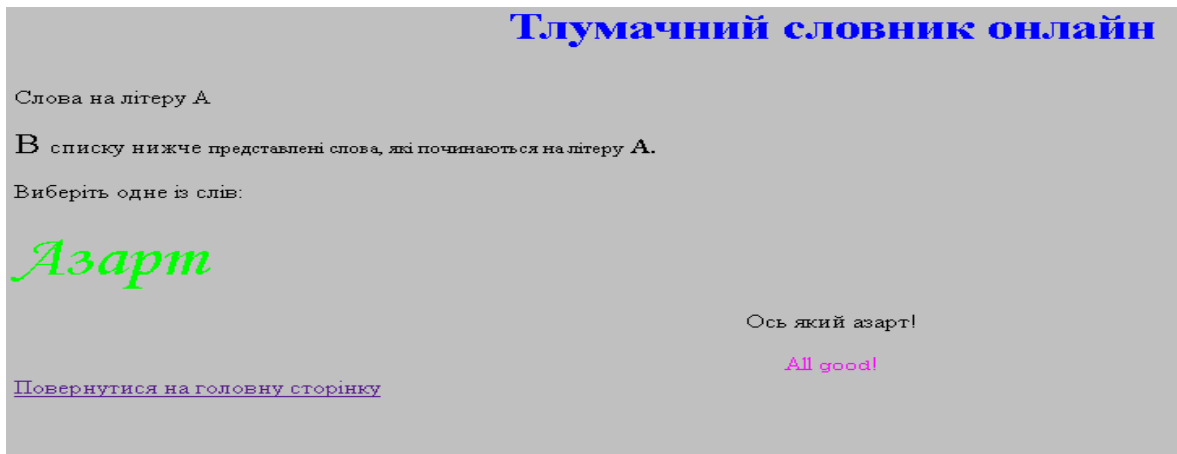 Тлумачний словник онлайн
Слова на літеру А
В списку нижче представлені слова, які починаються на літеру А.
Виберіть одне із слів:
Азарт
Ось який азарт!
All good!
Повернутися на головну сторінку